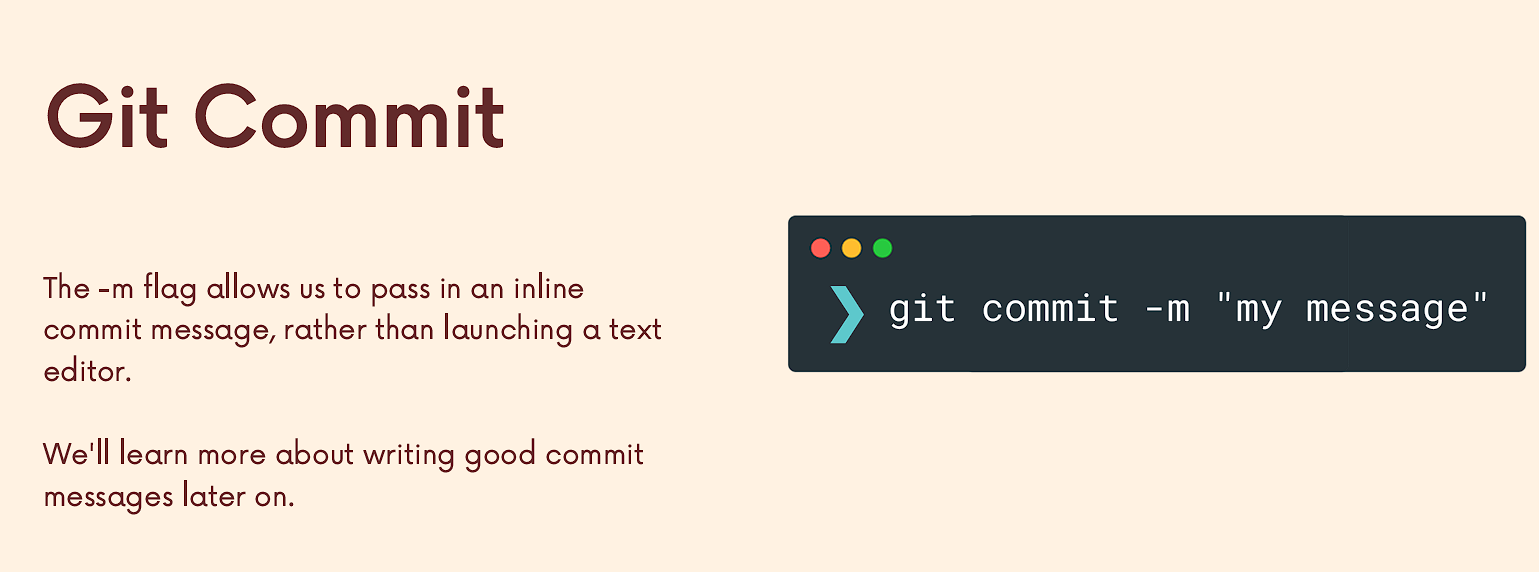 Git Commit
The -m flag allows us to pass in an inline
commit message, rather than launching a text
editor.
We'll learn more about writing good commit
messages later on.
❯ git commit -m "my message"